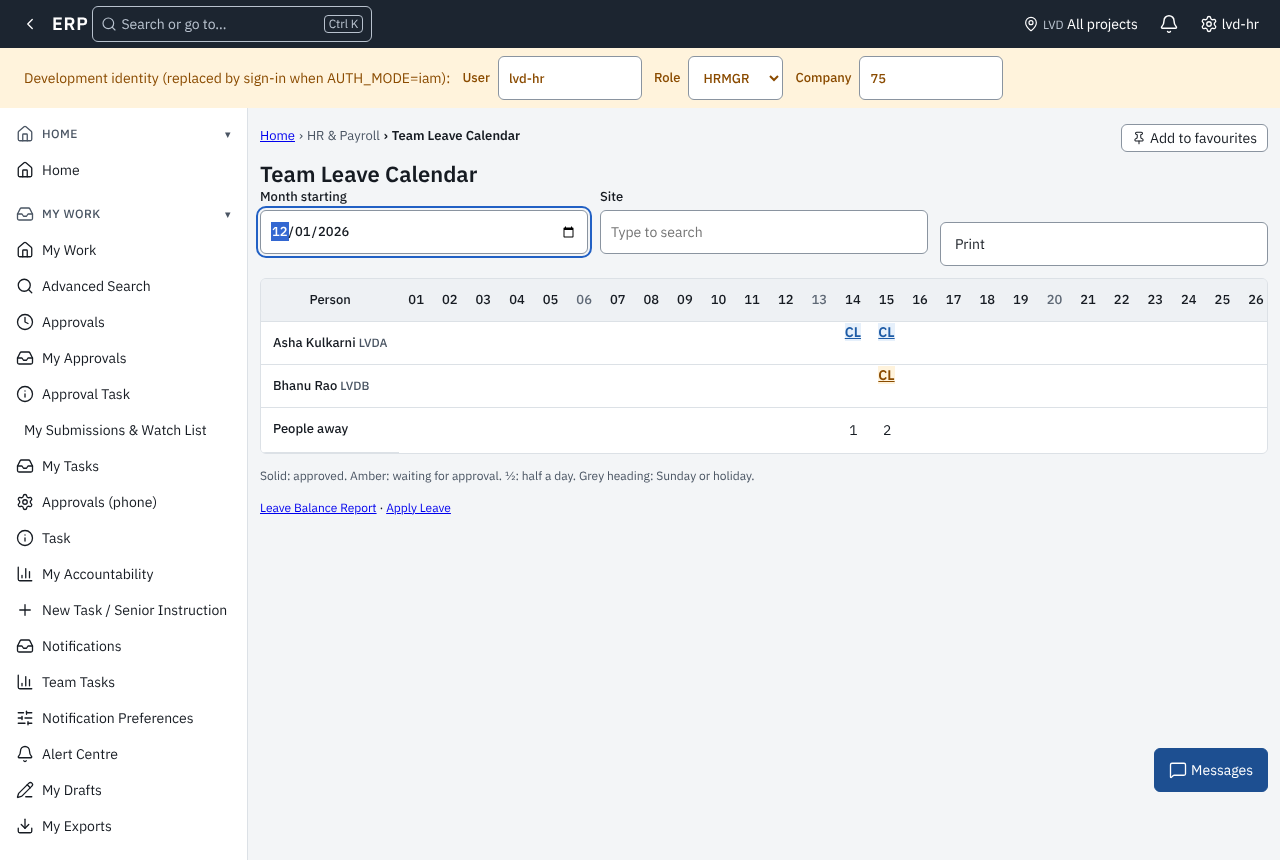 ERP Search or go to... Ctrl K LVD All projects lvd-hr
Development identity (replaced by sign-in when AUTH_MODE=iam): User lvd-hr Role HRMGR Company 75
HOME
Home
MY WORK
My Work
Advanced Search
Approvals
My Approvals
Approval Task
My Submissions & Watch List
My Tasks
Approvals (phone)
Task
My Accountability
New Task / Senior Instruction
Notifications
Team Tasks
Notification Preferences
Alert Centre
My Drafts
My Exports
Home › HR & Payroll › Team Leave Calendar
Add to favourites
Team Leave Calendar
Month starting Site
12/01/2026 Type to search Print
Person 01 02 03 04 05 06 07 08 09 10 11 12 13 14 15 16 17 18 19 20 21 22 23 24 25 26
Asha Kulkarni LVDA CL CL
Bhanu Rao LVDB CL
People away 1 2
Solid: approved. Amber: waiting for approval. ½: half a day. Grey heading: Sunday or holiday.
Leave Balance Report · Apply Leave
Messages